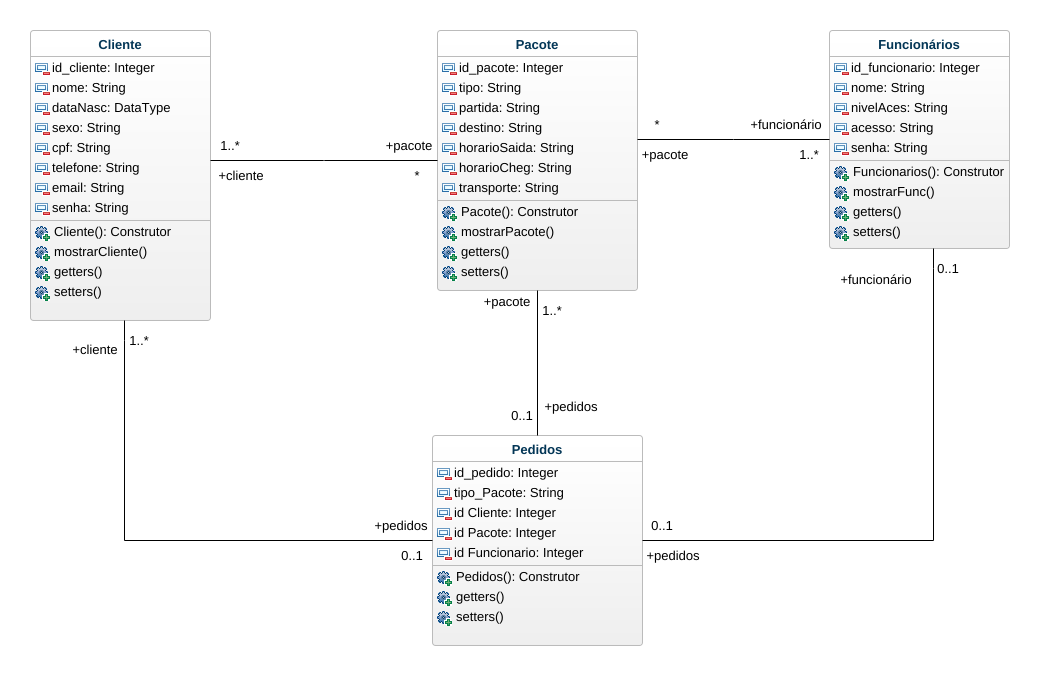 Cliente
id_cliente: Integer
nome: String
dataNasc: DataType
sexo: String
cpf: String
telefone: String
email: String
senha: String
Cliente(): Construtor
mostrarCliente()
getters()
setters()
1..*
+cliente
+pacote
*
Pacote
id_pacote: Integer
tipo: String
partida: String
destino: String
horarioSaida: String
horarioCheg: String
transporte: String
Pacote(): Construtor
mostrarPacote()
getters()
setters()
*
+pacote
+funcionário
1..*
Funcionários
id_funcionario: Integer
nome: String
nivelAces: String
acesso: String
senha: String
Funcionarios(): Construtor
mostrarFunc()
getters()
setters()
+cliente
1..*
+pacote
1..*
+funcionário
0..1
0..1
+pedidos
+pedidos
0..1
Pedidos
id_pedido: Integer
tipo_Pacote: String
id Cliente: Integer
id Pacote: Integer
id Funcionario: Integer
Pedidos(): Construtor
getters()
setters()
0..1
+pedidos